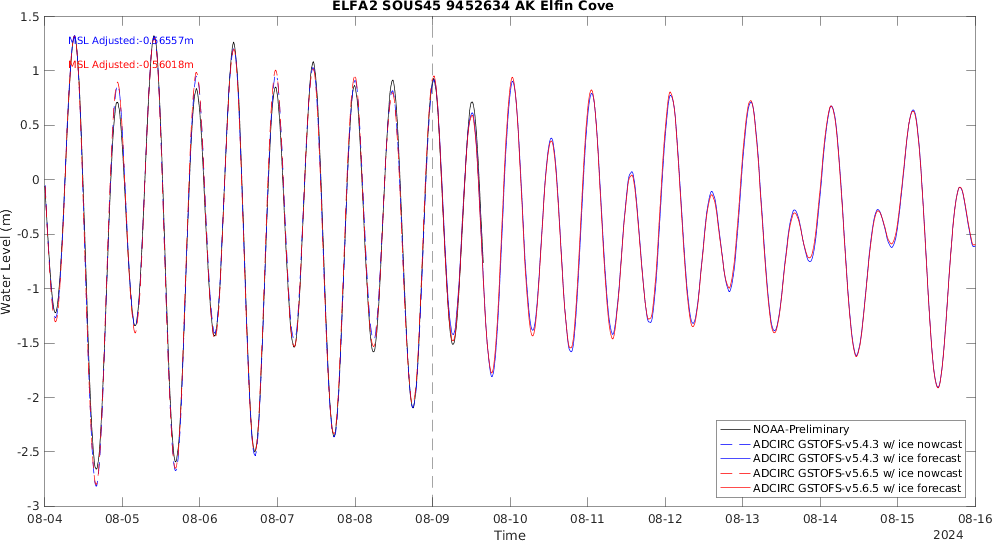 ELFA2 SOUS45 9452634 AK Elfin Cove
MSL Adjusted:-0.56557m
MSL Adjusted:-0.56018m
1.5
1
0.5
0
-0.5
-1
-1.5
-2
-2.5
-3
Water Level (m)
NOAA-Preliminary
ADCIRC GSTOFS-v5.4.3 w/ ice nowcast
ADCIRC GSTOFS-v5.4.3 w/ ice forecast
ADCIRC GSTOFS-v5.6.5 w/ ice nowcast
ADCIRC GSTOFS-v5.6.5 w/ ice forecast
08-04 08-05 08-06 08-07 08-08 08-09 08-10 08-11 08-12 08-13 08-14 08-15 08-16
Time
2024